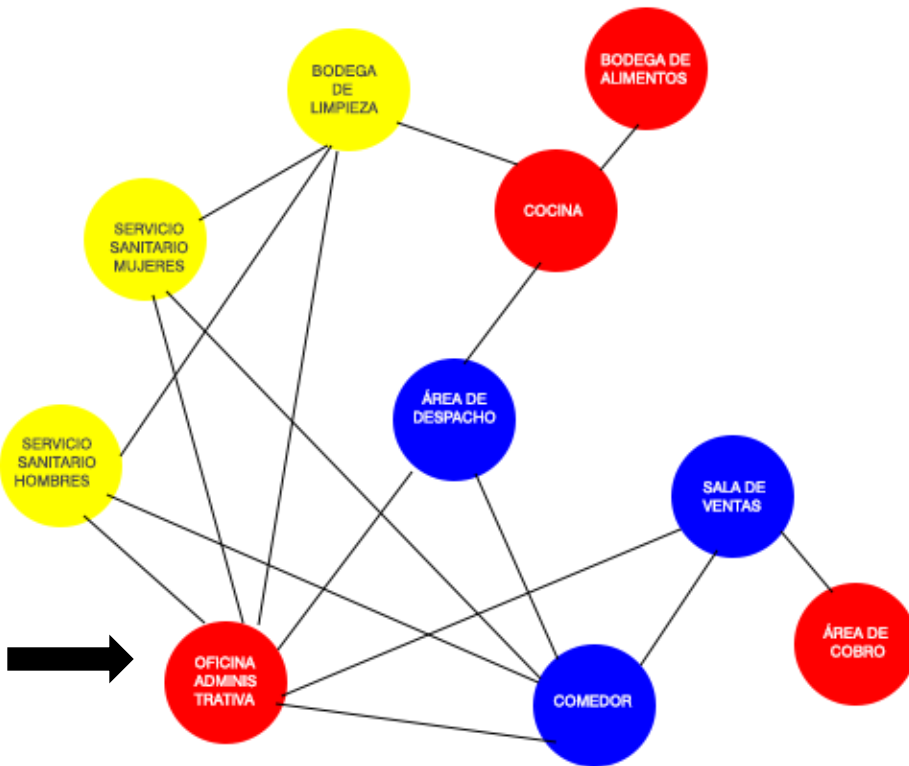 BODEGA DE
ALIMENTOS
BODEGA
DE
LIMPIEZA
COCINA
SERVICIO
SANITARIO
MUJERES
ÁREA DE
DESPACHO
SERVICIO
SANITARIO
HOMBRES
SALA DE
VENTAS
ÁREA DE
COBRO
OFICINA
ADMINIS
TRATIVA
COMEDOR